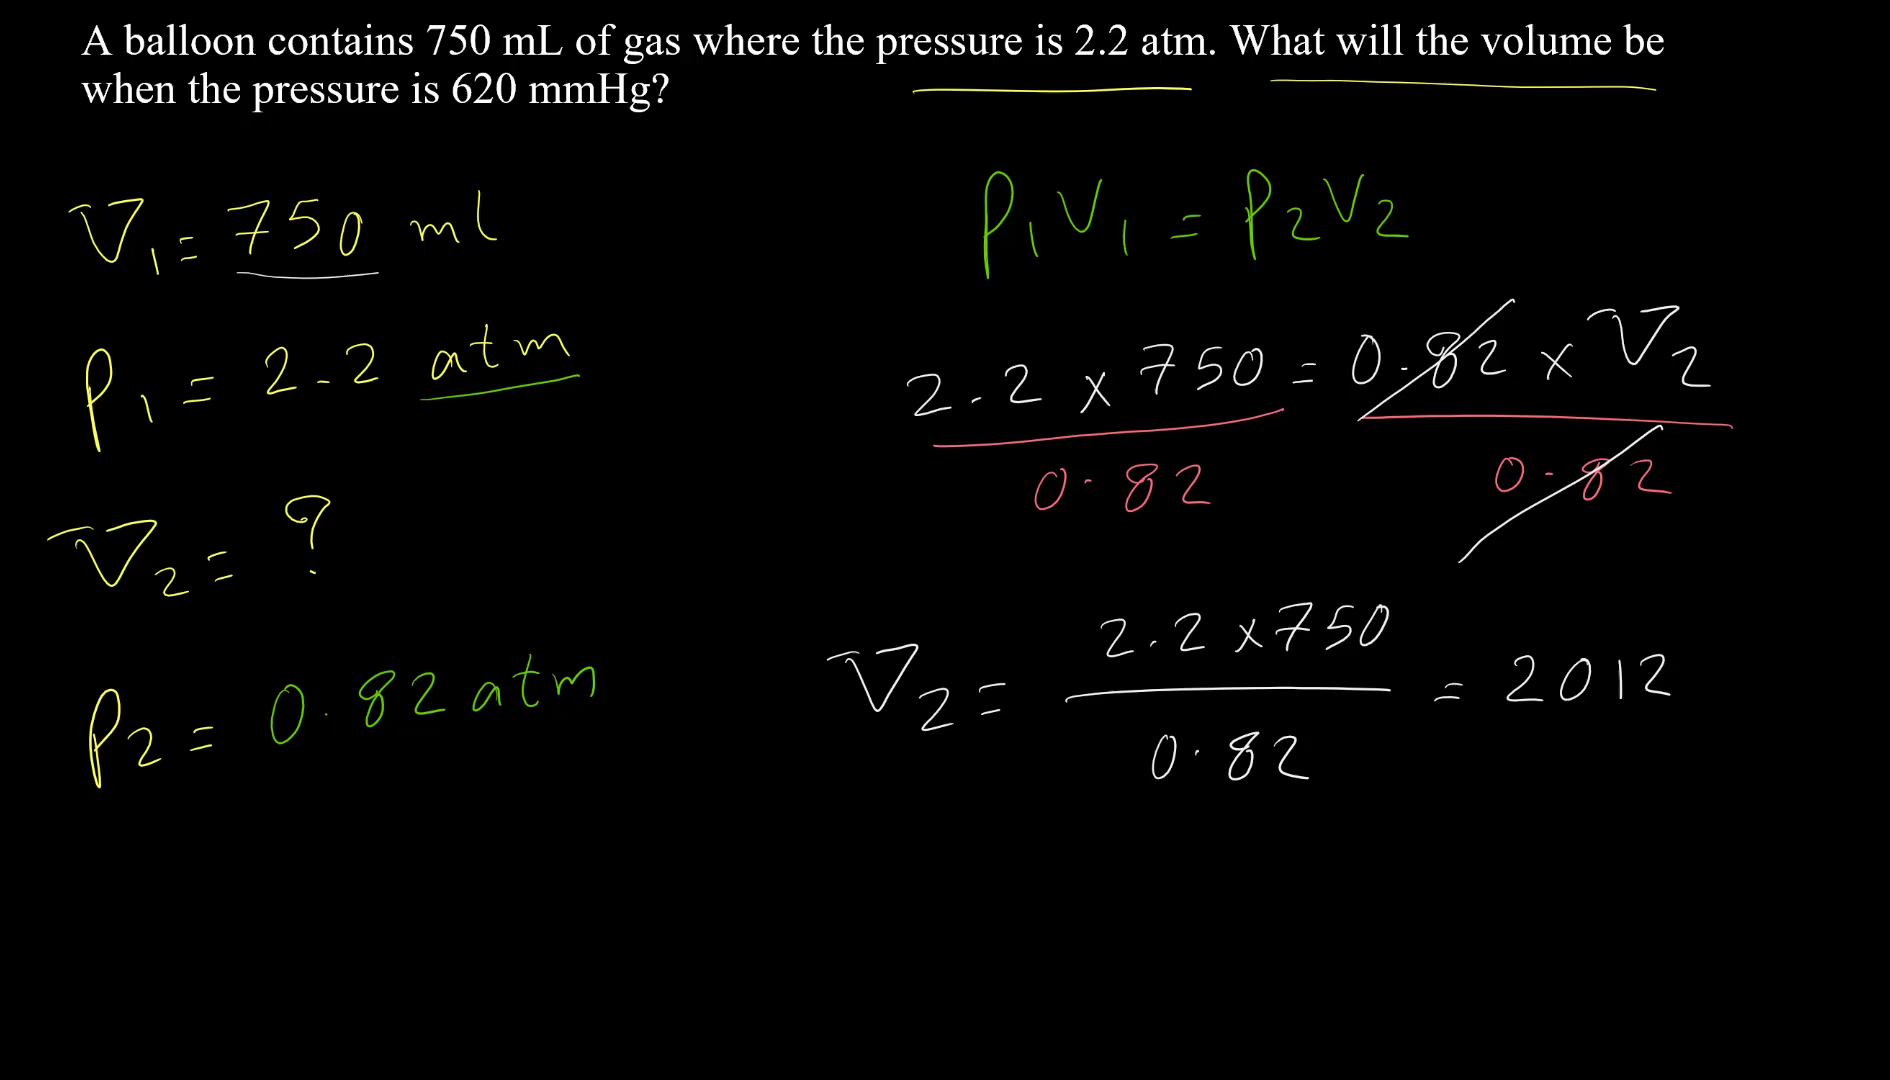 A balloon contains 750 mL of gas where the pressure is 2.2 atm. What will the volume be
when the pressure is 620 mmHg?
V₁ = 750 ml
P₁ = 2.2 atm
V₂ = ?
P₂ = 0.82 atm
P₁V₁ = P₂V₂
2.2 x 750 = 0.82 x V₂
0.82 0.82
V₂ = 2.2 x 750 = 2012
0.82